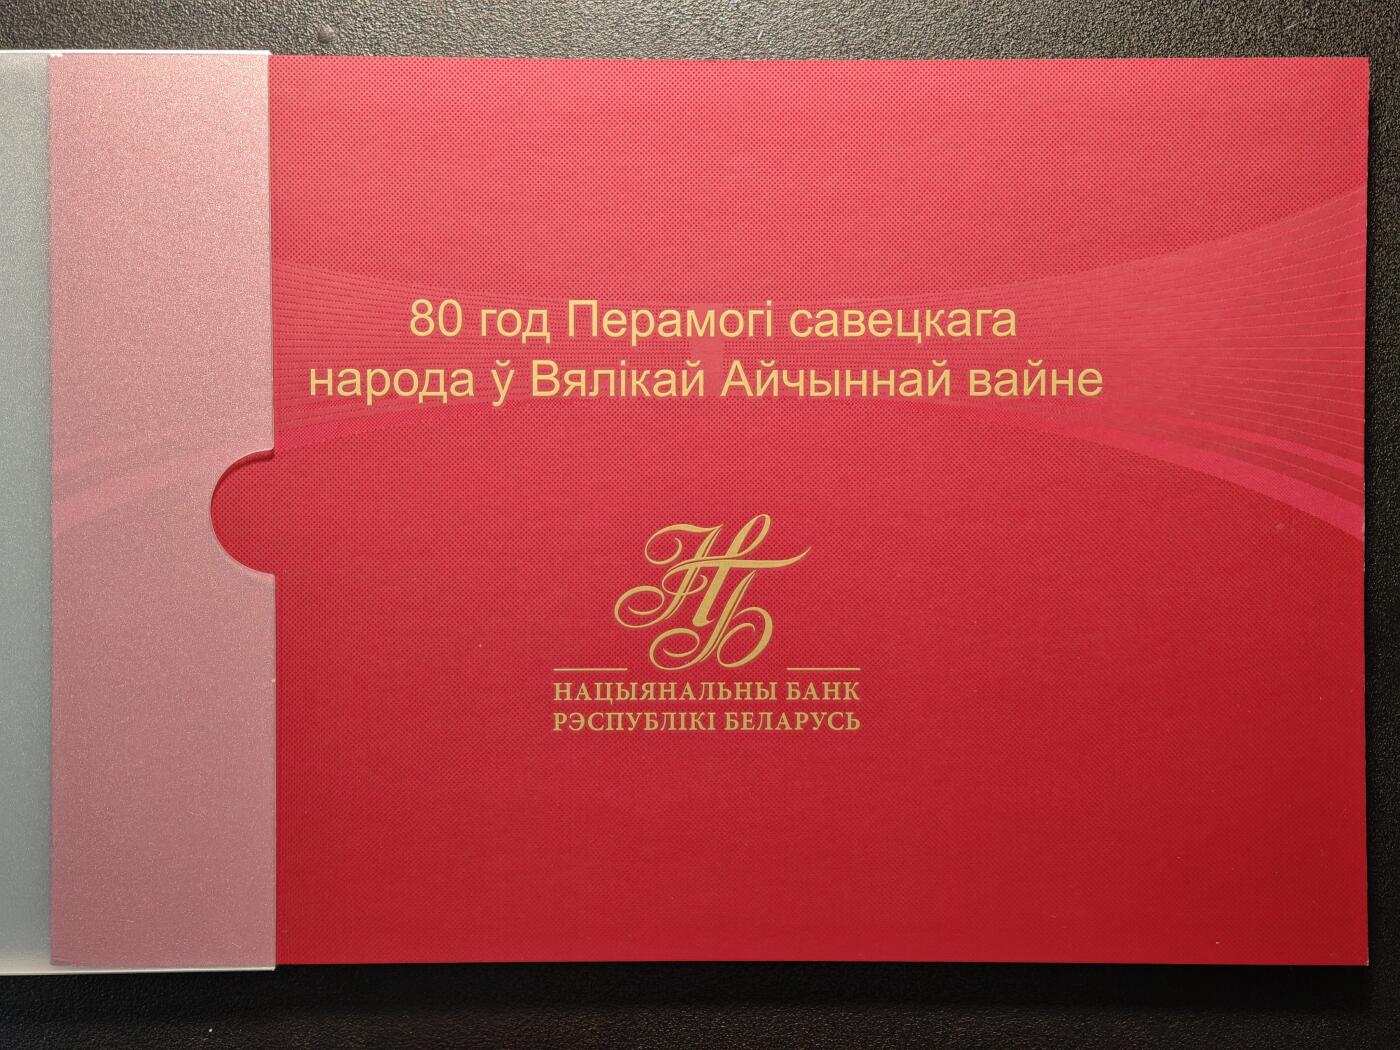 80 год Перамогі савецкага
народа ў Вялікай Айчыннай вайне
НБ
НАЦЫЯНАЛЬНЫ БАНК
РЭСПУБЛІКІ БЕЛАРУСЬ